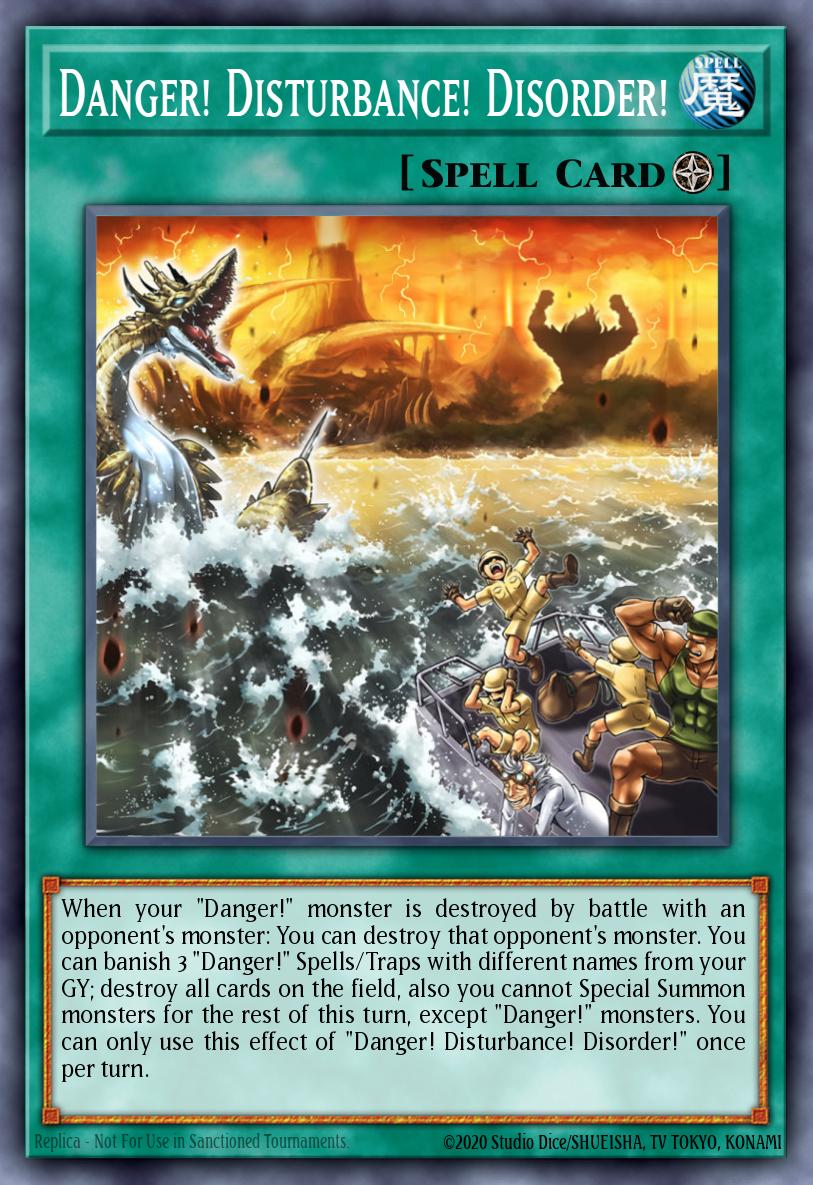 Danger! Disturbance! Disorder!
SPELL
魔
[Spell Card]
When your "Danger!" monster is destroyed by battle with an
opponent's monster: You can destroy that opponent's monster. You
can banish 3 "Danger!" Spells/Traps with different names from your
GY; destroy all cards on the field, also you cannot Special Summon
monsters for the rest of this turn, except "Danger!" monsters. You
can only use this effect of "Danger! Disturbance! Disorder!" once
per turn.
Replica - Not For Use in Sanctioned Tournaments.
©2020 Studio Dice/SHUEISHA, TV TOKYO, KONAMI